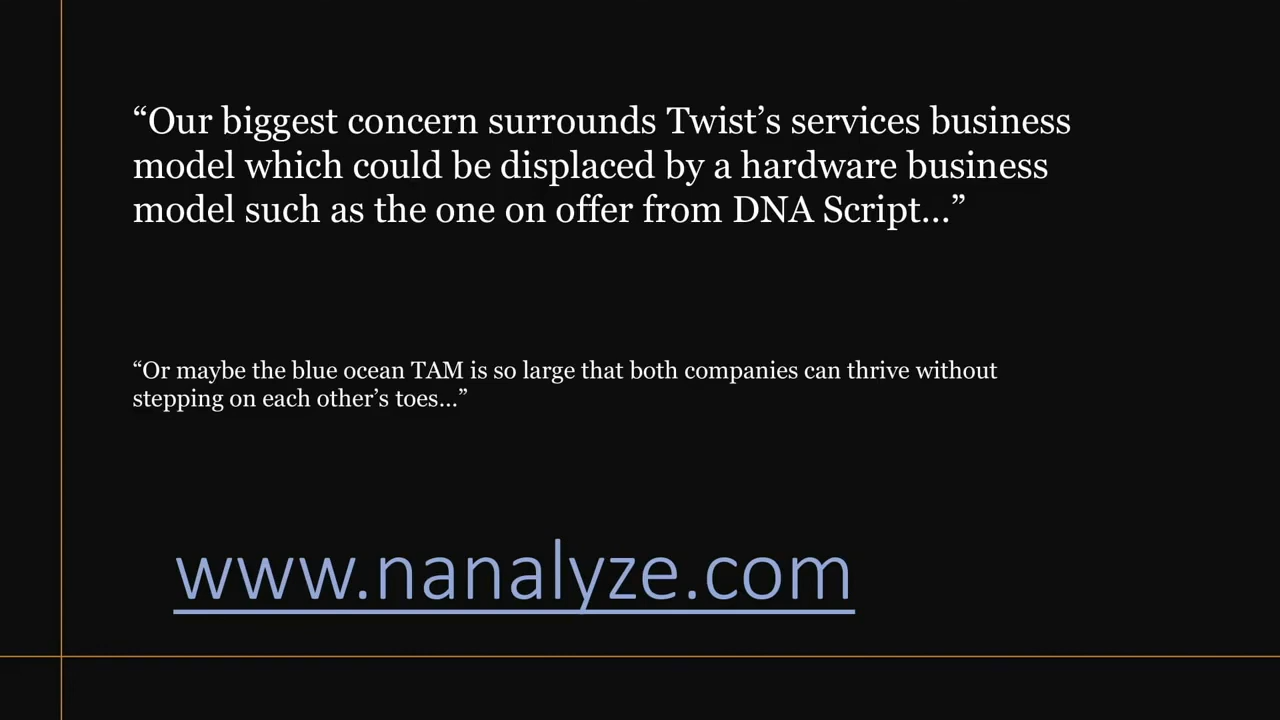 “Our biggest concern surrounds Twist’s services business
model which could be displaced by a hardware business
model such as the one on offer from DNA Script…”
“Or maybe the blue ocean TAM is so large that both companies can thrive without
stepping on each other’s toes…”
www.nanalyze.com